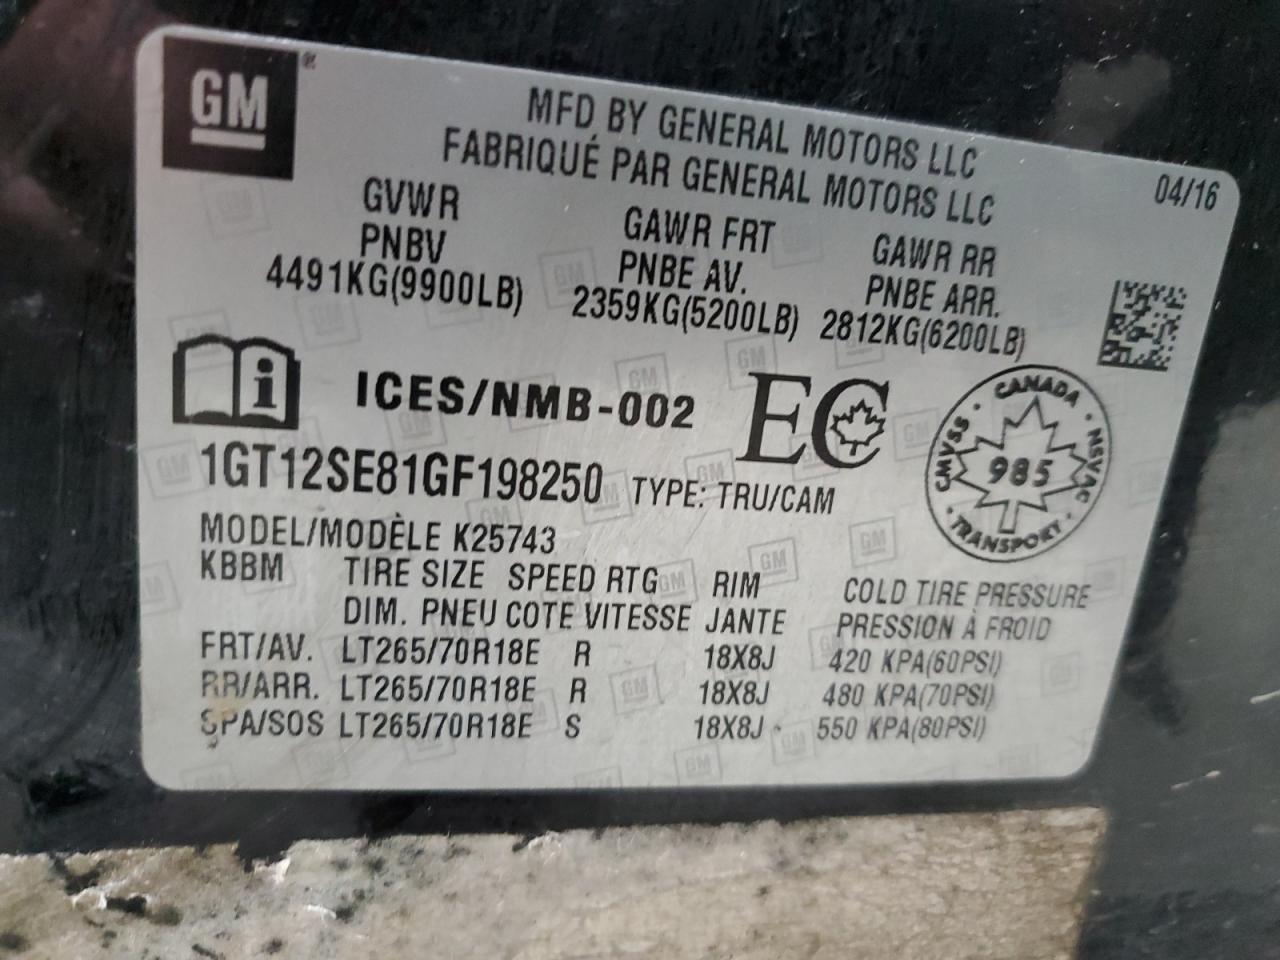 GM
MFD BY GENERAL MOTORS LLC
FABRIQUÉ PAR GENERAL MOTORS LLC
04/16
GVWR
PNBV
4491KG(9900LB)
GAWR FRT
PNBE AV.
2359KG(5200LB)
GAWR RR
PNBE ARR.
2812KG(6200LB)
i ICES/NMB-002 EC
CANADA
CMVSS · NSVAC
985
· TRANSPORT ·
1GT12SE81GF198250 TYPE: TRU/CAM
MODEL/MODÈLE K25743
KBBM TIRE SIZE SPEED RTG RIM COLD TIRE PRESSURE
DIM. PNEU COTE VITESSE JANTE PRESSION À FROID
FRT/AV. LT265/70R18E R 18X8J 420 KPA(60PSI)
RR/ARR. LT265/70R18E R 18X8J 480 KPA(70PSI)
SPA/SOS LT265/70R18E S 18X8J 550 KPA(80PSI)